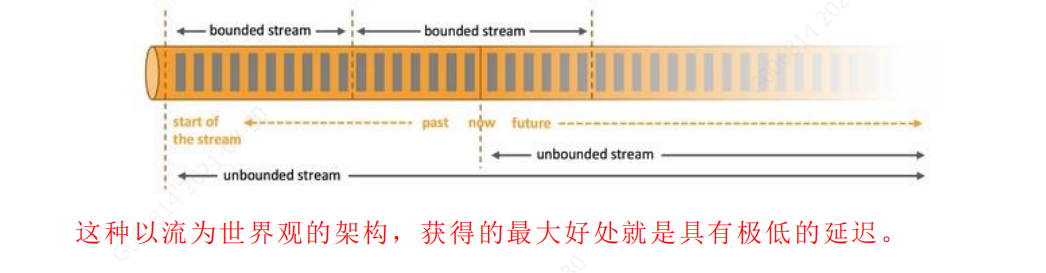 bounded stream
bounded stream
start of
the stream
past now future
unbounded stream
unbounded stream
这种以流为世界观的架构，获得的最大好处就是具有极低的延迟。